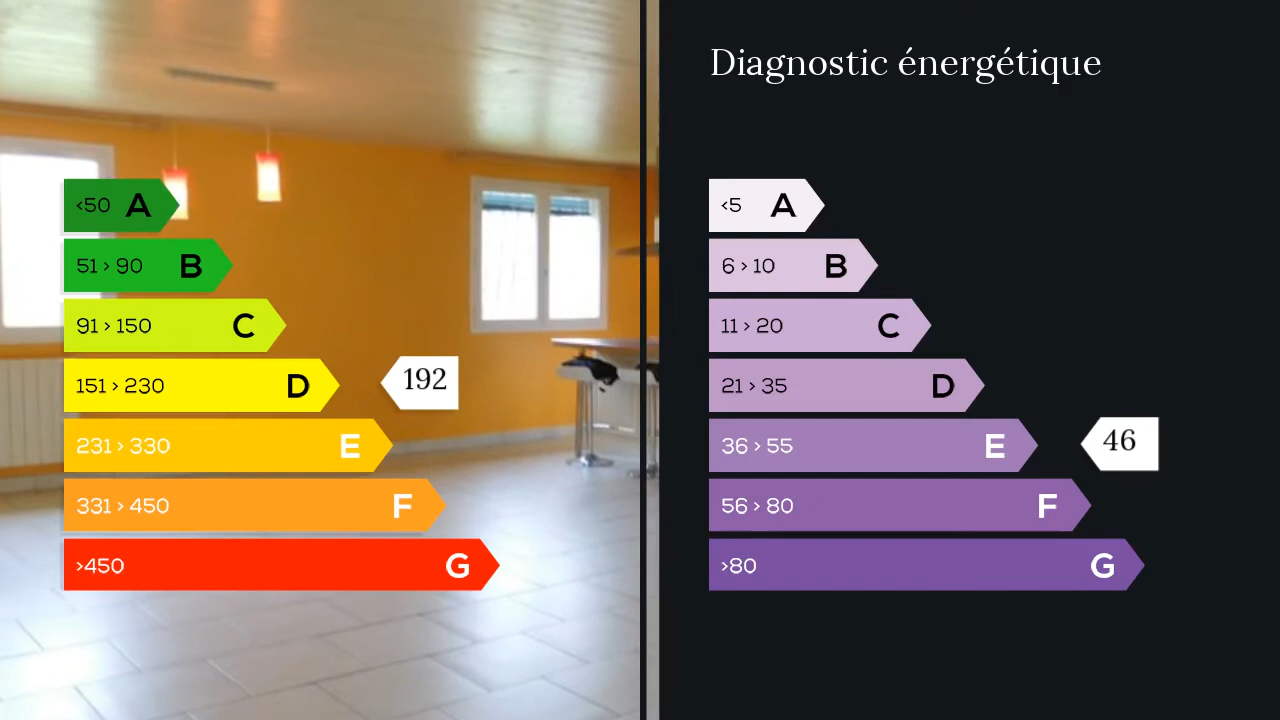 Diagnostic énergétique
<50 A
51 > 90 B
91 > 150 C
151 > 230 D
192
231 > 330 E
331 > 450 F
>450 G
<5 A
6 > 10 B
11 > 20 C
21 > 35 D
36 > 55 E
46
56 > 80 F
>80 G